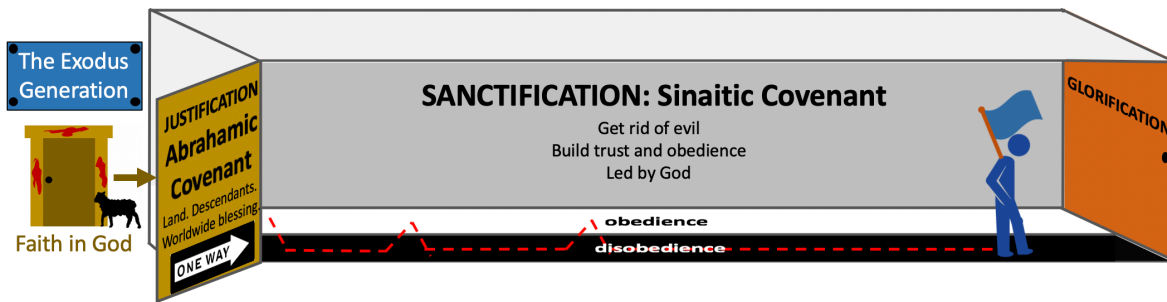 The Exodus
Generation
Faith in God
JUSTIFICATION
Abrahamic
Covenant
Land. Descendants.
Worldwide blessing.
ONE WAY
SANCTIFICATION: Sinaitic Covenant
Get rid of evil
Build trust and obedience
Led by God
obedience
disobedience
GLORIFICATION